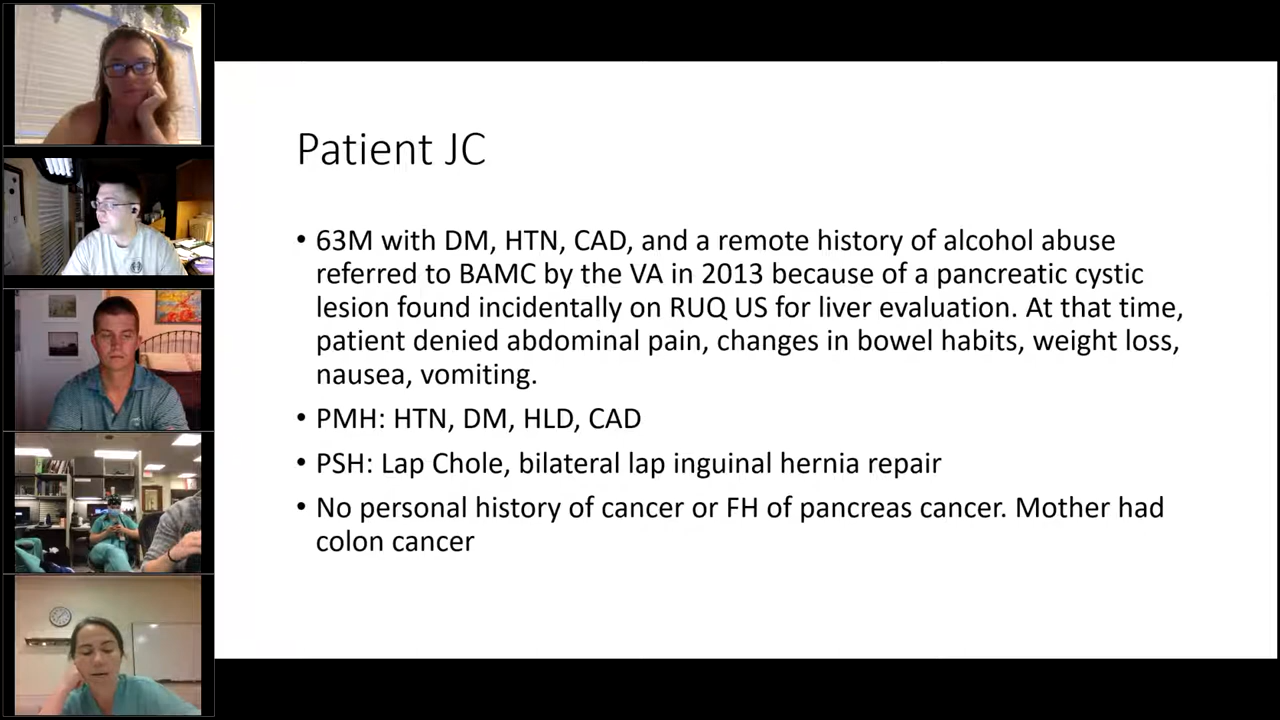 Patient JC
• 63M with DM, HTN, CAD, and a remote history of alcohol abuse
referred to BAMC by the VA in 2013 because of a pancreatic cystic
lesion found incidentally on RUQ US for liver evaluation. At that time,
patient denied abdominal pain, changes in bowel habits, weight loss,
nausea, vomiting.
• PMH: HTN, DM, HLD, CAD
• PSH: Lap Chole, bilateral lap inguinal hernia repair
• No personal history of cancer or FH of pancreas cancer. Mother had
colon cancer